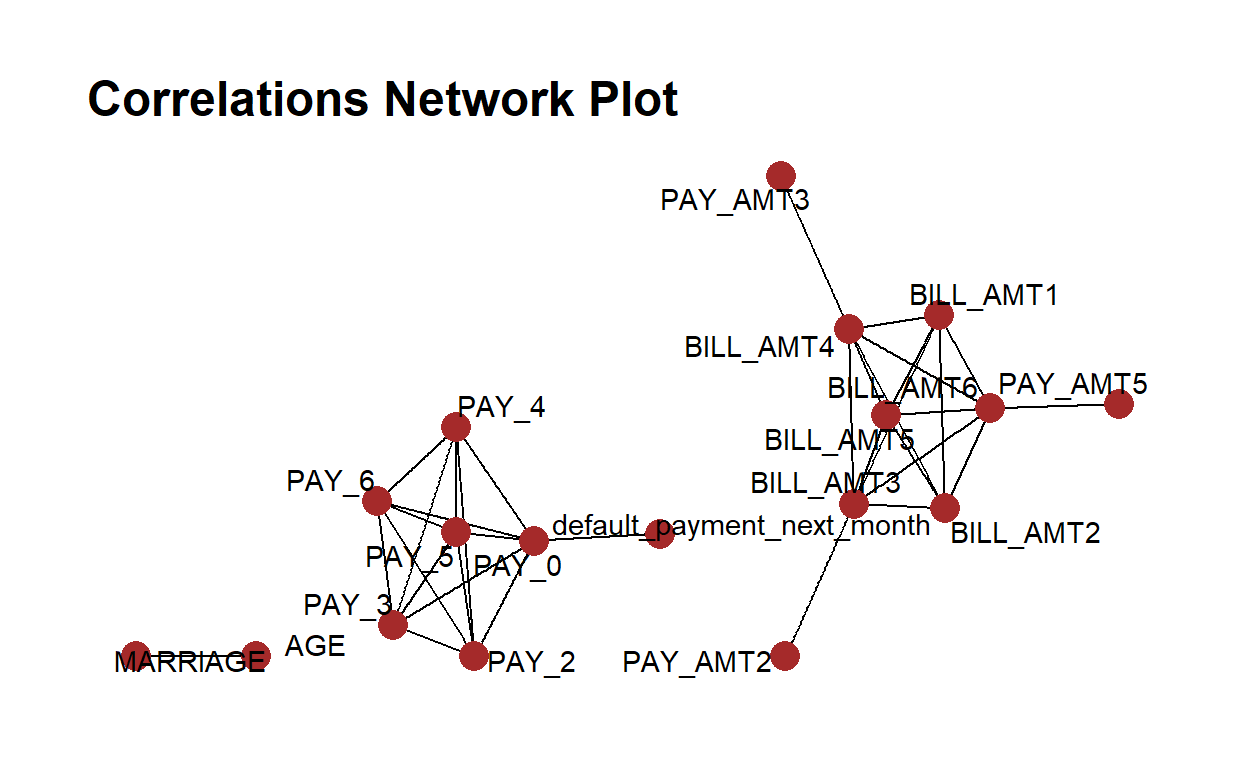 Correlations Network Plot
PAY_AMT3
BILL_AMT1
BILL_AMT4
BILL_AMT6
PAY_AMT5
PAY_4
BILL_AMT5
PAY_6
BILL_AMT3
default_payment_next_month
BILL_AMT2
PAY_5
PAY_0
PAY_3
AGE
MARRIAGE
PAY_2
PAY_AMT2